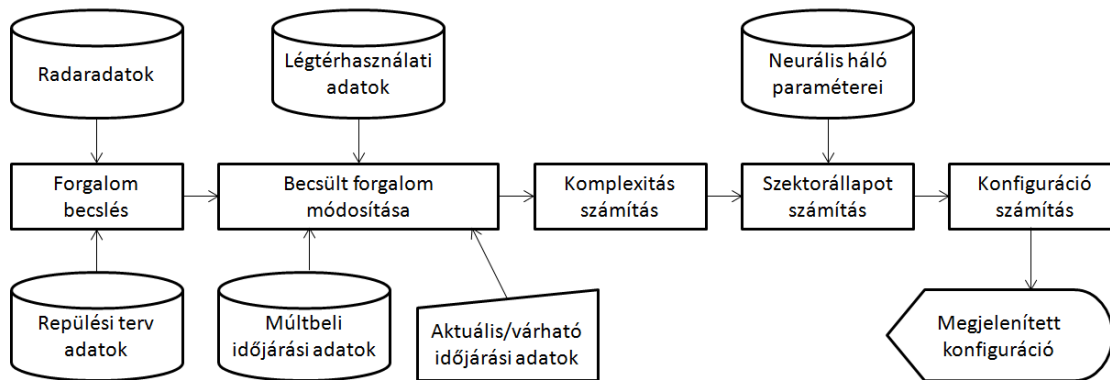 Radaradatok
Légtérhasználati
adatok
Neurális háló
paraméterei
Forgalom
becslés
Becsült forgalom
módosítása
Komplexitás
számítás
Szektorállapot
számítás
Konfiguráció
számítás
Repülési terv
adatok
Múltbeli
időjárási adatok
Aktuális/várható
időjárási adatok
Megjelenített
konfiguráció